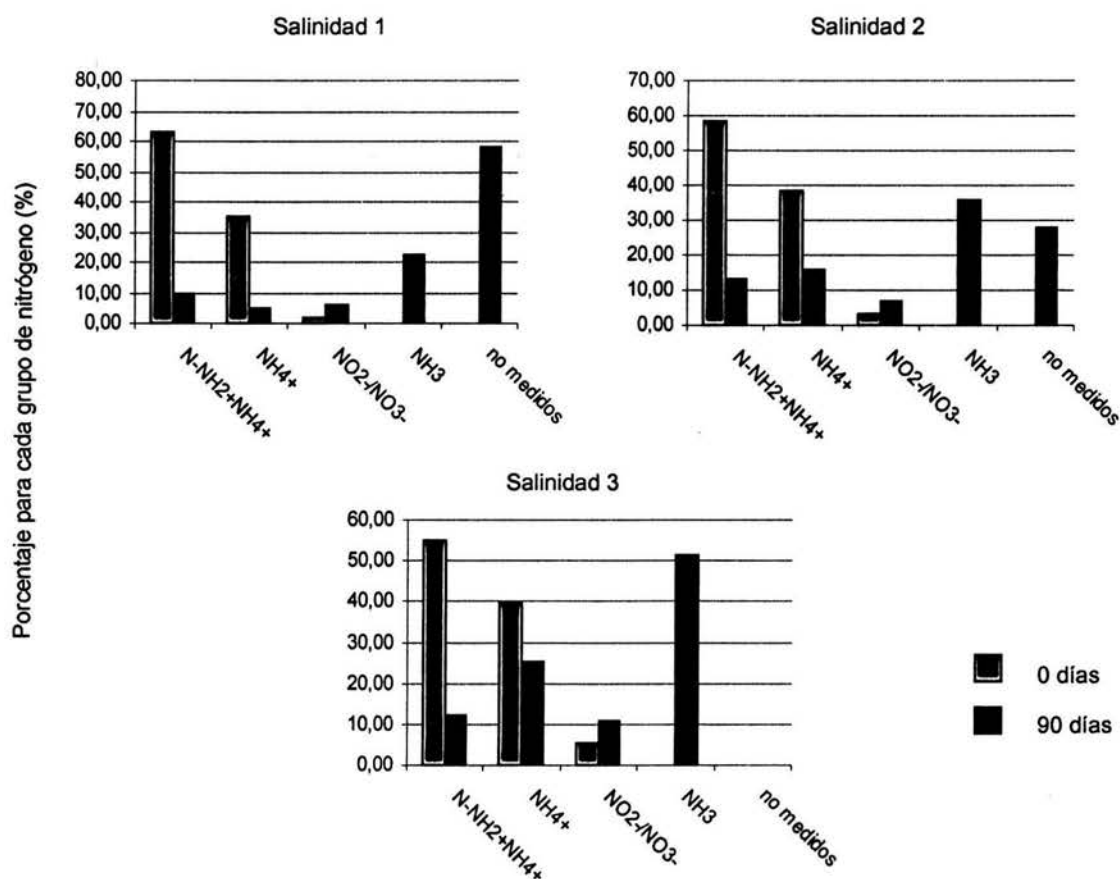 Porcentaje para cada grupo de nitrógeno (%)
Salinidad 1
80,00
70,00
60,00
50,00
40,00
30,00
20,00
10,00
0,00
N-NH2+NH4+
NH4+
NO2-/NO3-
NH3
no medidos
Salinidad 2
70,00
60,00
50,00
40,00
30,00
20,00
10,00
0,00
N-NH2+NH4+
NH4+
NO2-/NO3-
NH3
no medidos
Salinidad 3
60,00
50,00
40,00
30,00
20,00
10,00
0,00
N-NH2+NH4+
NH4+
NO2-/NO3-
NH3
no medidos
0 días
90 días